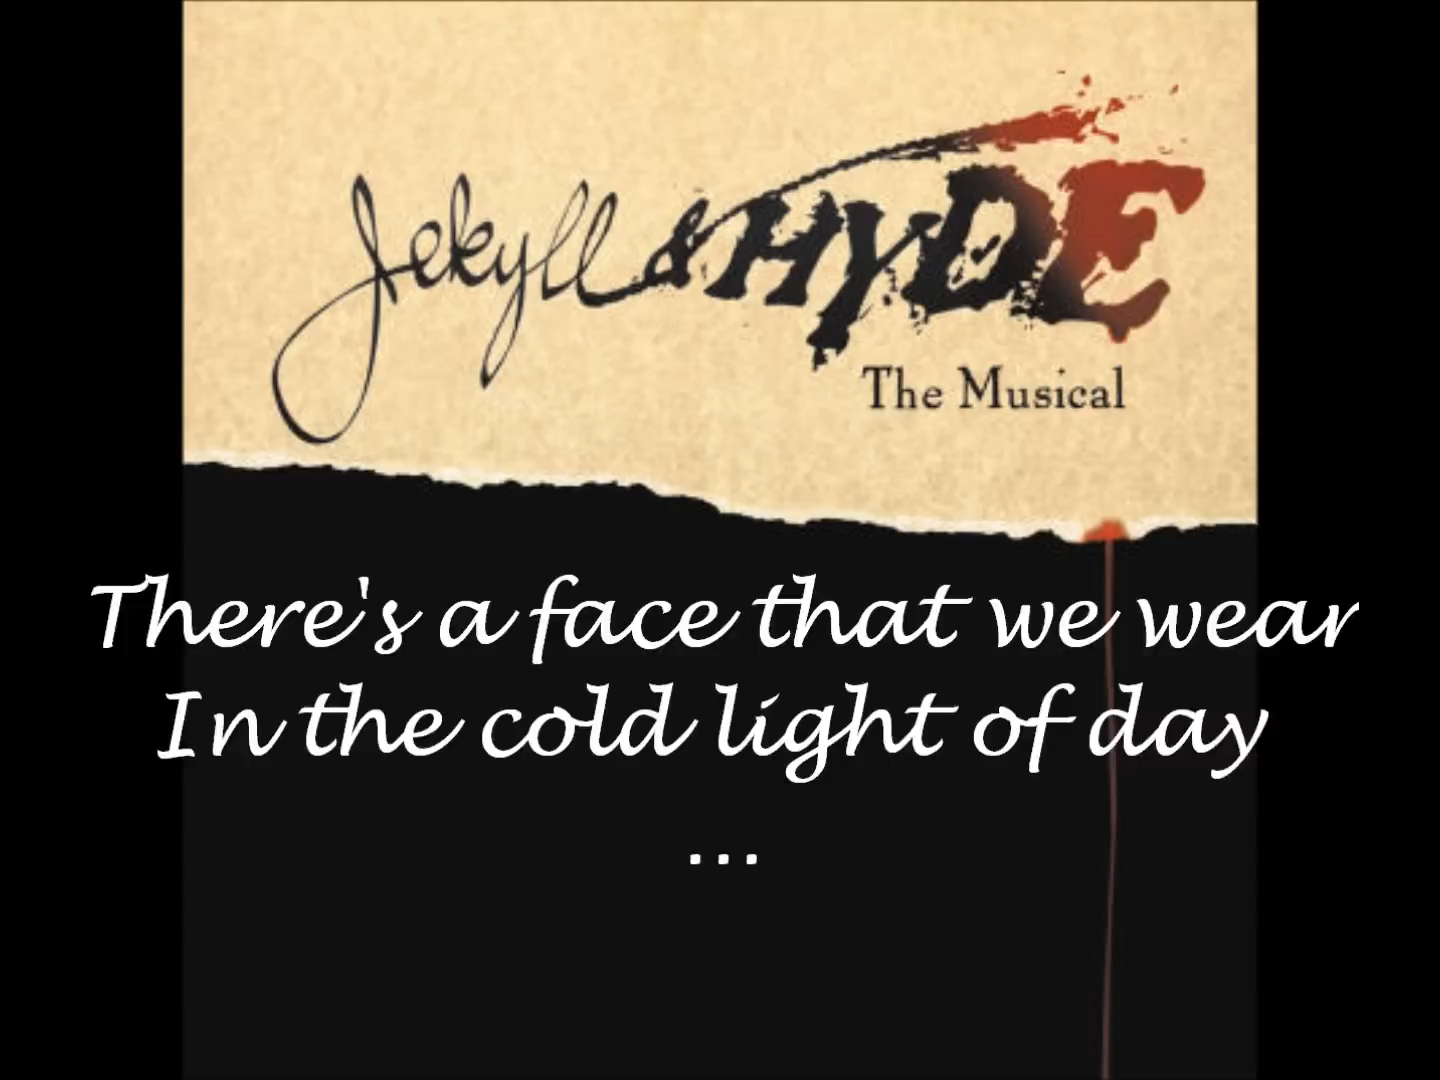 Jekyll & HYDE
The Musical
There's a face that we wear
In the cold light of day
...